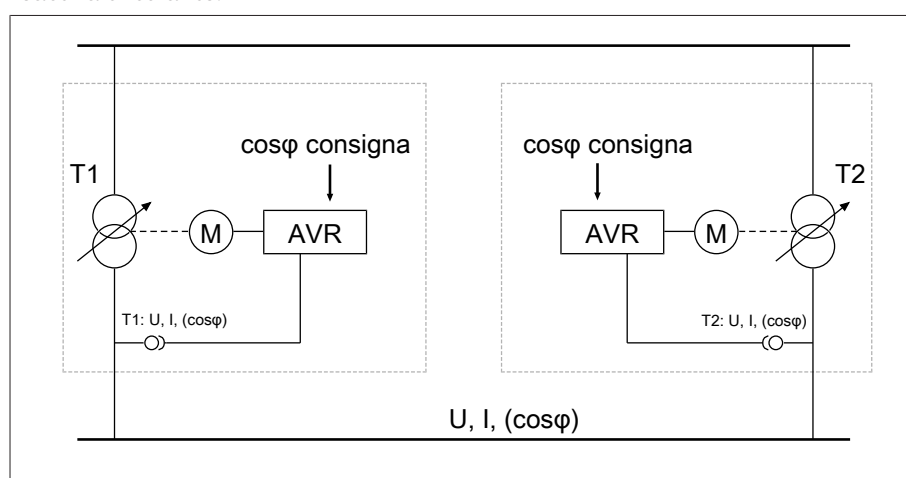 cosφ consigna
cosφ consigna
T1
T2
M
AVR
AVR
M
T1: U, I, (cosφ)
T2: U, I, (cosφ)
U, I, (cosφ)